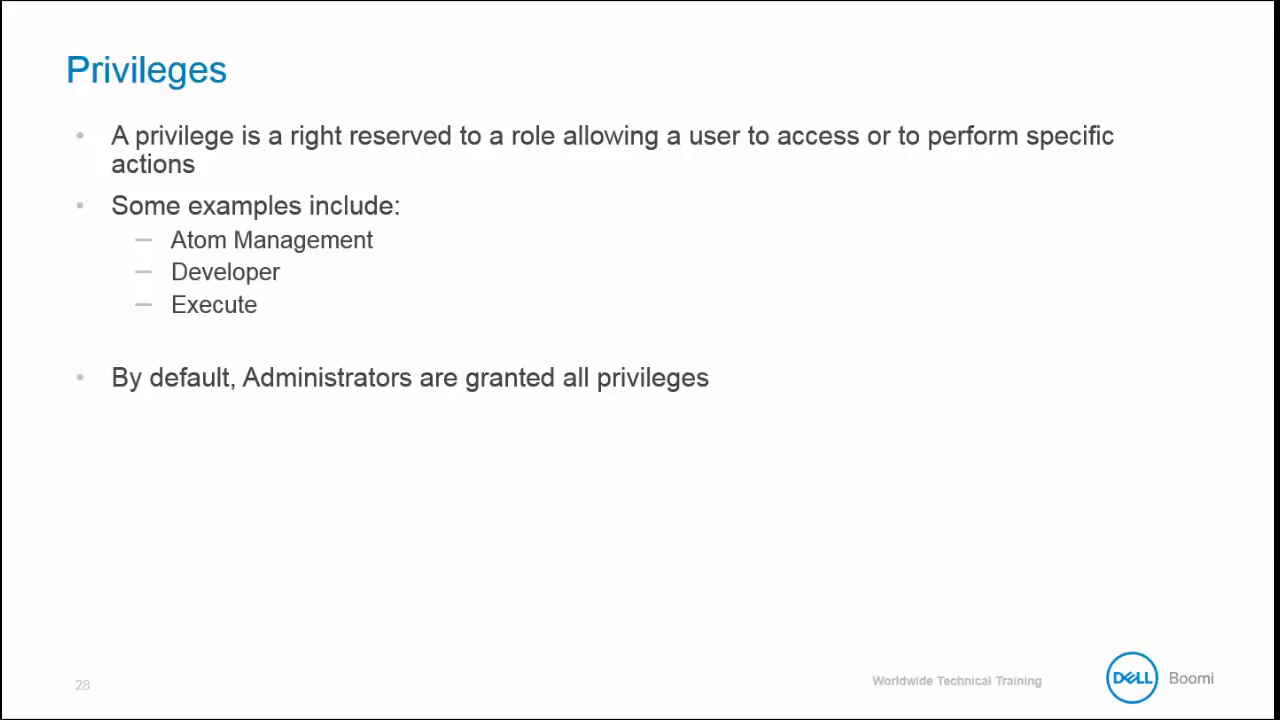 Privileges
• A privilege is a right reserved to a role allowing a user to access or to perform specific
actions
• Some examples include:
— Atom Management
— Developer
— Execute
• By default, Administrators are granted all privileges
28
Worldwide Technical Training
DELL Boomi